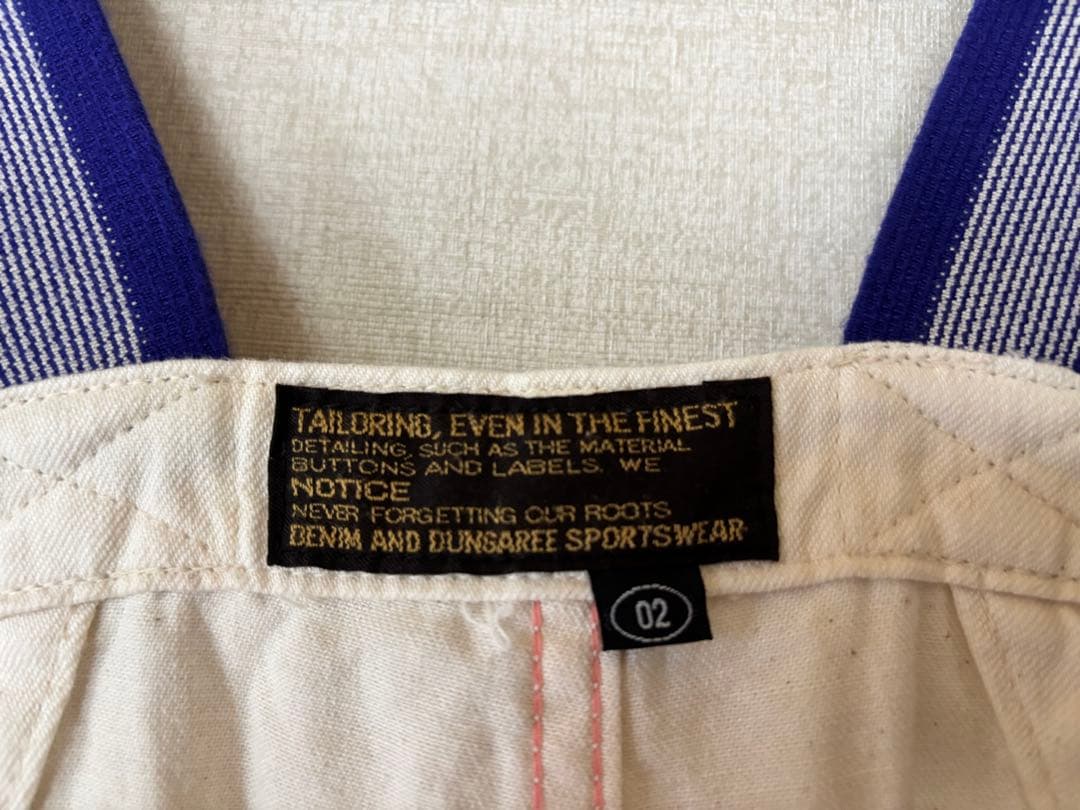 TAILORING, EVEN IN THE FINEST
DETAILING, SUCH AS THE MATERIAL
BUTTONS AND LABELS, WE
NOTICE
NEVER FORGETTING OUR ROOTS
DENIM AND DUNGAREE SPORTSWEAR
02